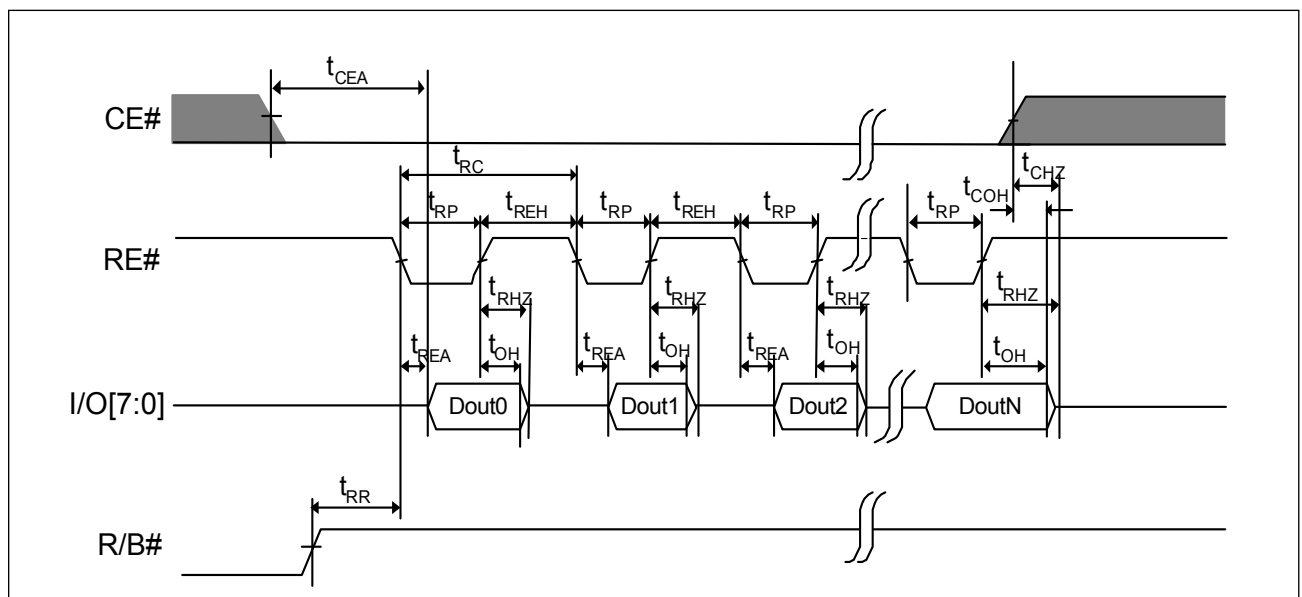 tCEA
CE#
tRC
tCHZ
tCOH
tRP tREH tRP tREH tRP tRP
RE#
tRHZ tRHZ tRHZ tRHZ
tREA tOH tREA tOH tREA tOH tOH
I/O[7:0] Dout0 Dout1 Dout2 DoutN
tRR
R/B#